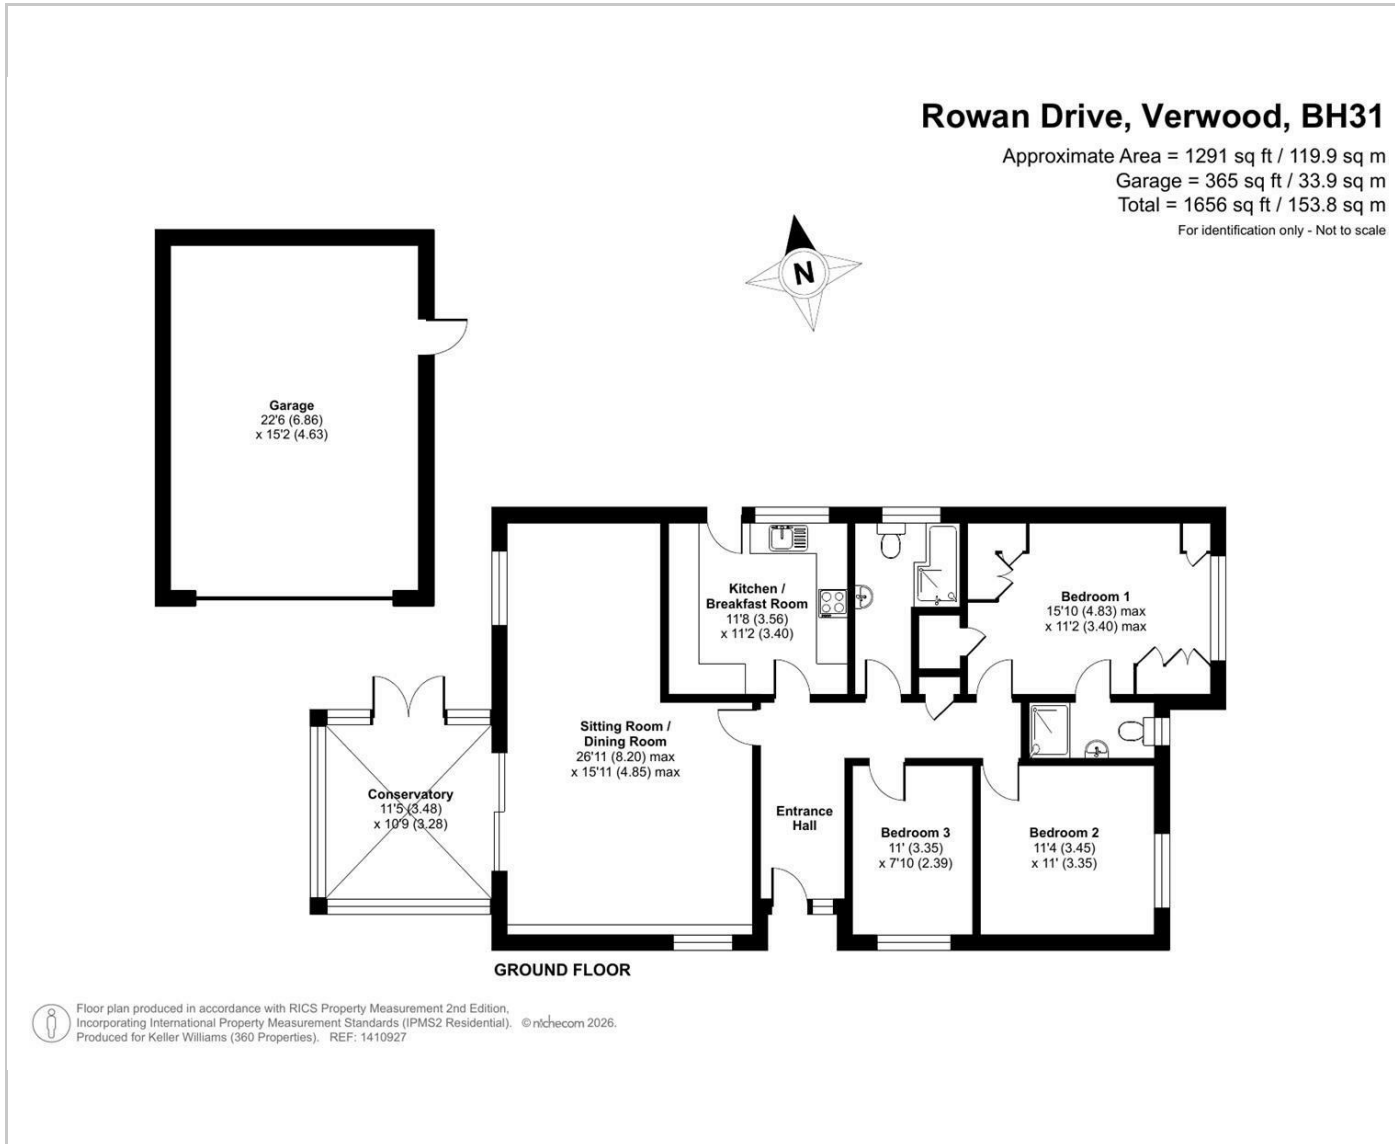 Rowan Drive, Verwood, BH31
Approximate Area = 1291 sq ft / 119.9 sq m
Garage = 365 sq ft / 33.9 sq m
Total = 1656 sq ft / 153.8 sq m
For identification only - Not to scale
N
Garage
22'6 (6.86)
x 15'2 (4.63)
Kitchen /
Breakfast Room
11'8 (3.56)
x 11'2 (3.40)
Bedroom 1
15'10 (4.83) max
x 11'2 (3.40) max
Sitting Room /
Dining Room
26'11 (8.20) max
x 15'11 (4.85) max
Conservatory
11'5 (3.48)
x 10'9 (3.28)
Entrance
Hall
Bedroom 3
11' (3.35)
x 7'10 (2.39)
Bedroom 2
11'4 (3.45)
x 11' (3.35)
GROUND FLOOR
Floor plan produced in accordance with RICS Property Measurement 2nd Edition,
Incorporating International Property Measurement Standards (IPMS2 Residential). © nichecom 2026.
Produced for Keller Williams (360 Properties). REF: 1410927